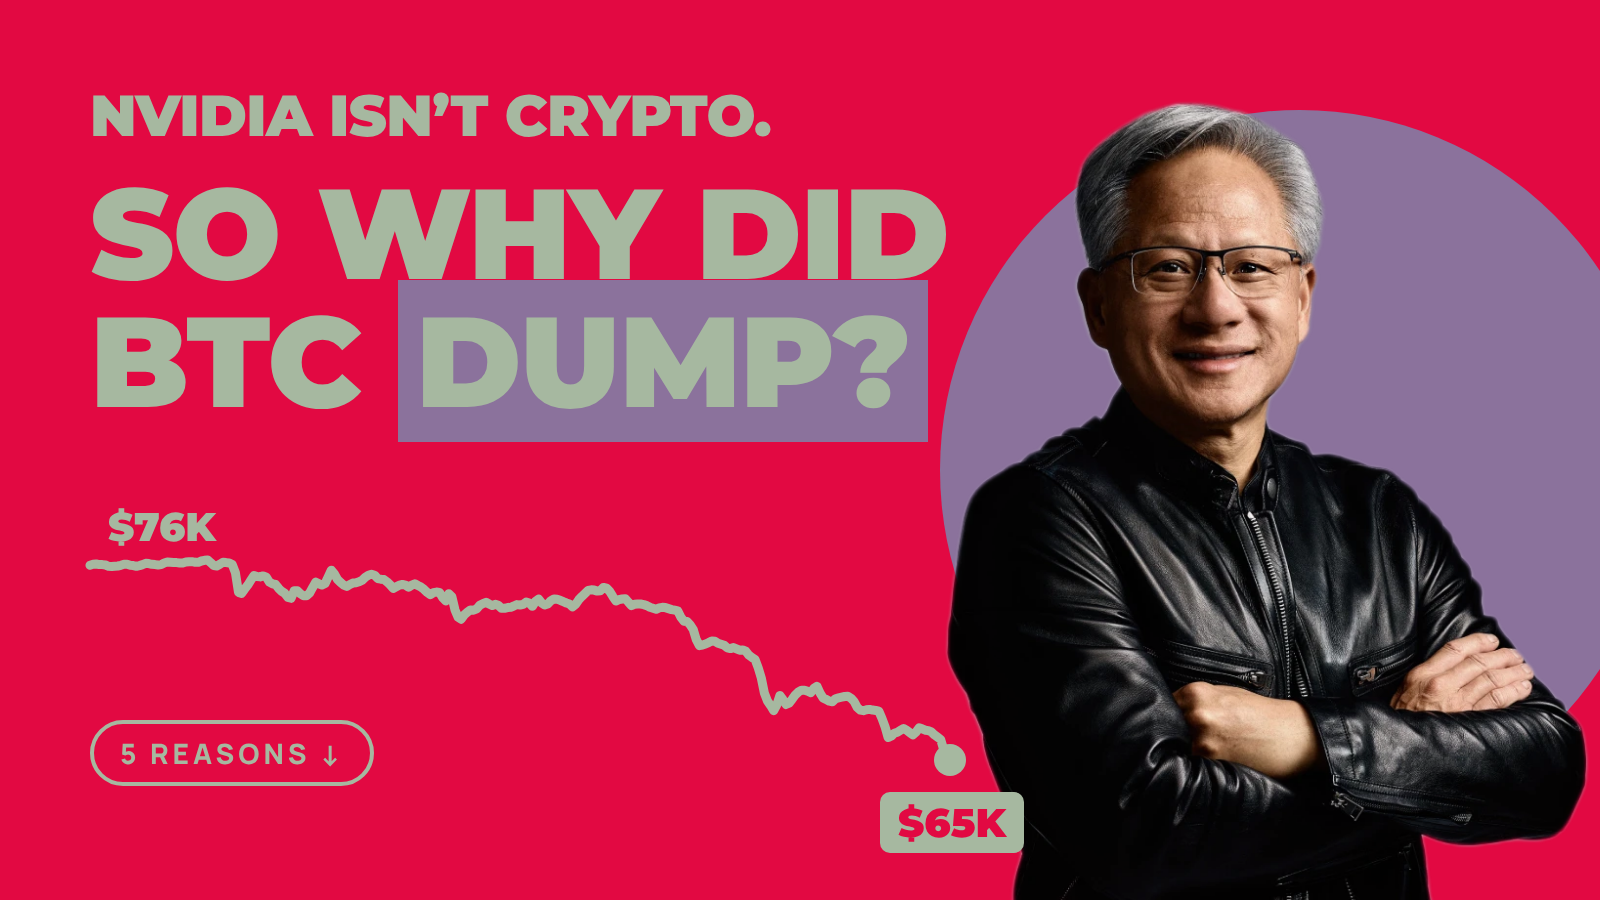 NVIDIA ISN’T CRYPTO.
SO WHY DID
BTC DUMP?
$76K
5 REASONS ↓
$65K